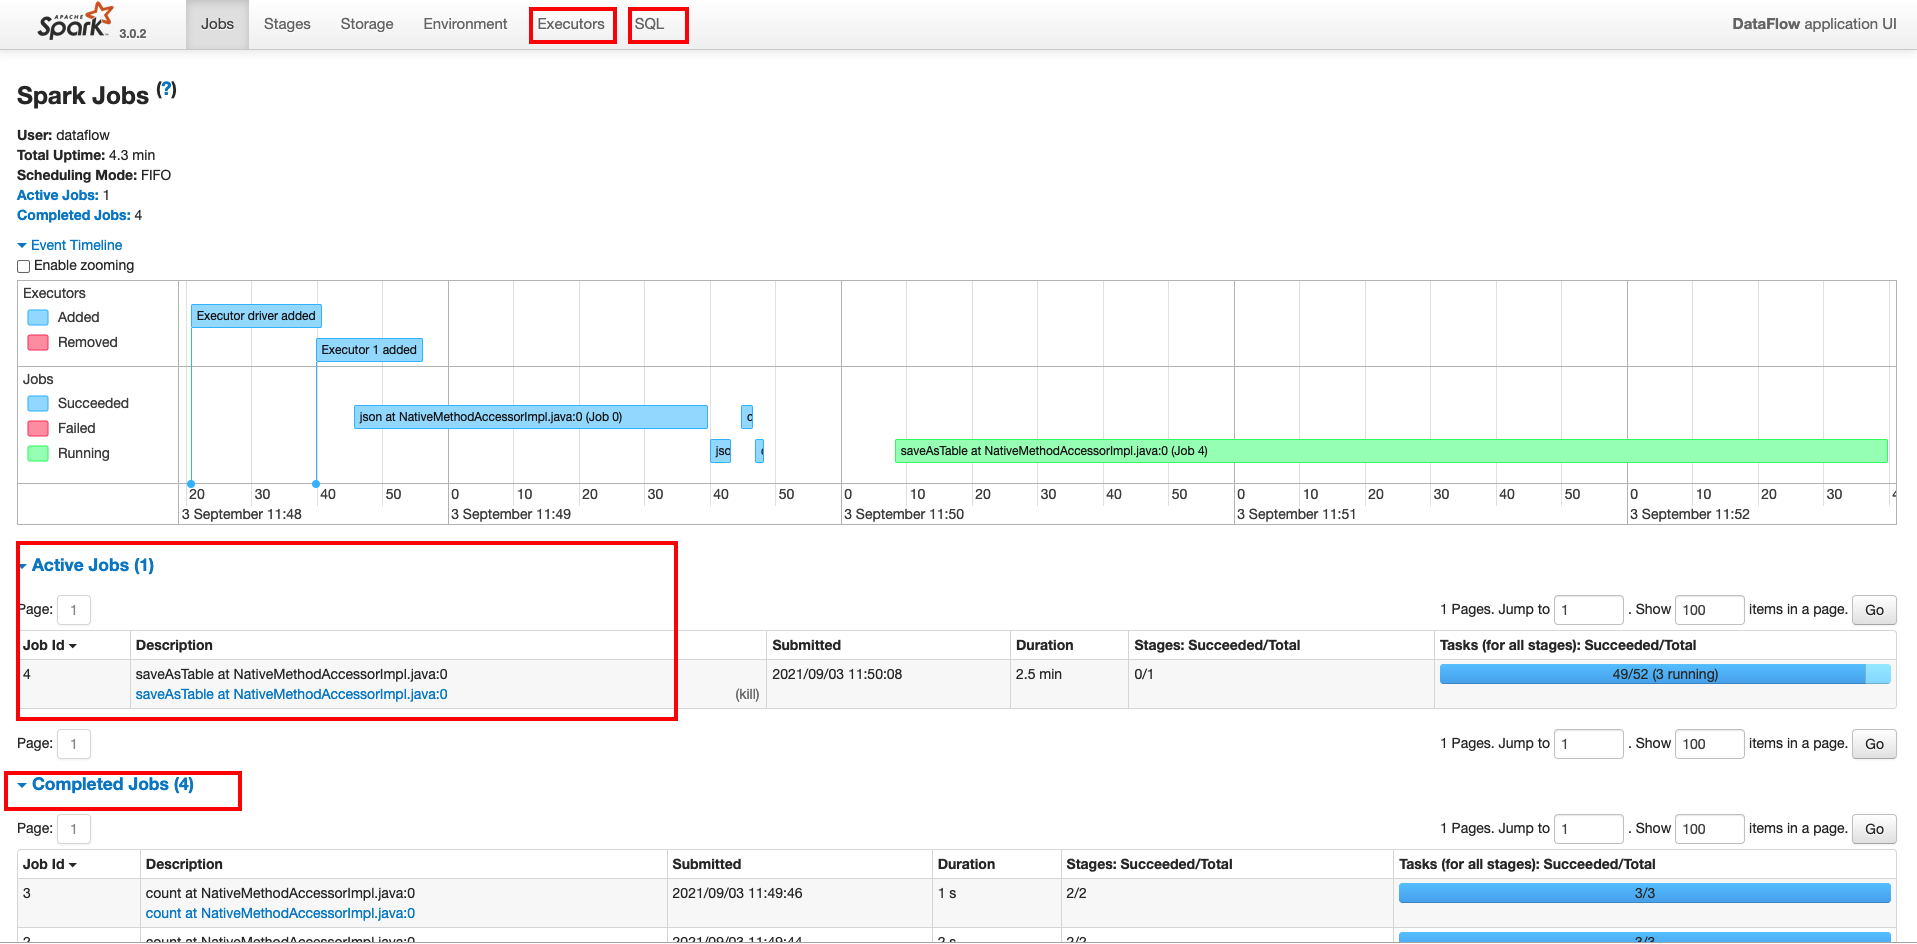 APACHE
Spark 3.0.2 Jobs Stages Storage Environment Executors SQL DataFlow application UI
Spark Jobs (?)
User: dataflow
Total Uptime: 4.3 min
Scheduling Mode: FIFO
Active Jobs: 1
Completed Jobs: 4
Event Timeline
Enable zooming
Executors
Added
Removed
Executor driver added
Executor 1 added
Jobs
Succeeded
Failed
Running
json at NativeMethodAccessorImpl.java:0 (Job 0)
jsc
saveAsTable at NativeMethodAccessorImpl.java:0 (Job 4)
20 30 40 50 0 10 20 30 40 50 0 10 20 30 40 50 0 10 20 30 40 50 0 10 20 30
3 September 11:48 3 September 11:49 3 September 11:50 3 September 11:51 3 September 11:52
Active Jobs (1)
Page: 1 1 Pages. Jump to 1 . Show 100 items in a page. Go
Job Id Description Submitted Duration Stages: Succeeded/Total Tasks (for all stages): Succeeded/Total
4 saveAsTable at NativeMethodAccessorImpl.java:0 2021/09/03 11:50:08 2.5 min 0/1 49/52 (3 running)
saveAsTable at NativeMethodAccessorImpl.java:0 (kill)
Page: 1 1 Pages. Jump to 1 . Show 100 items in a page. Go
Completed Jobs (4)
Page: 1 1 Pages. Jump to 1 . Show 100 items in a page. Go
Job Id Description Submitted Duration Stages: Succeeded/Total Tasks (for all stages): Succeeded/Total
3 count at NativeMethodAccessorImpl.java:0 2021/09/03 11:49:46 1 s 2/2 3/3
count at NativeMethodAccessorImpl.java:0
2 count at NativeMethodAccessorImpl.java:0 2021/09/03 11:49:44 2 s 2/2 3/3